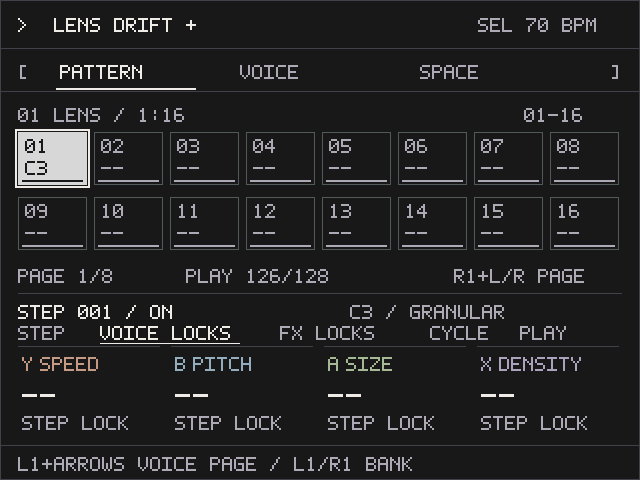 > LENS DRIFT + SEL 70 BPM
[ PATTERN VOICE SPACE ]
01 LENS / 1:16 01-16
01 02 03 04 05 06 07 08
C3 -- -- -- -- -- -- --
09 10 11 12 13 14 15 16
-- -- -- -- -- -- -- --
PAGE 1/8 PLAY 126/128 R1+L/R PAGE
STEP 001 / ON C3 / GRANULAR
STEP VOICE LOCKS FX LOCKS CYCLE PLAY
Y SPEED B PITCH A SIZE X DENSITY
-- -- -- --
STEP LOCK STEP LOCK STEP LOCK STEP LOCK
L1+ARROWS VOICE PAGE / L1/R1 BANK